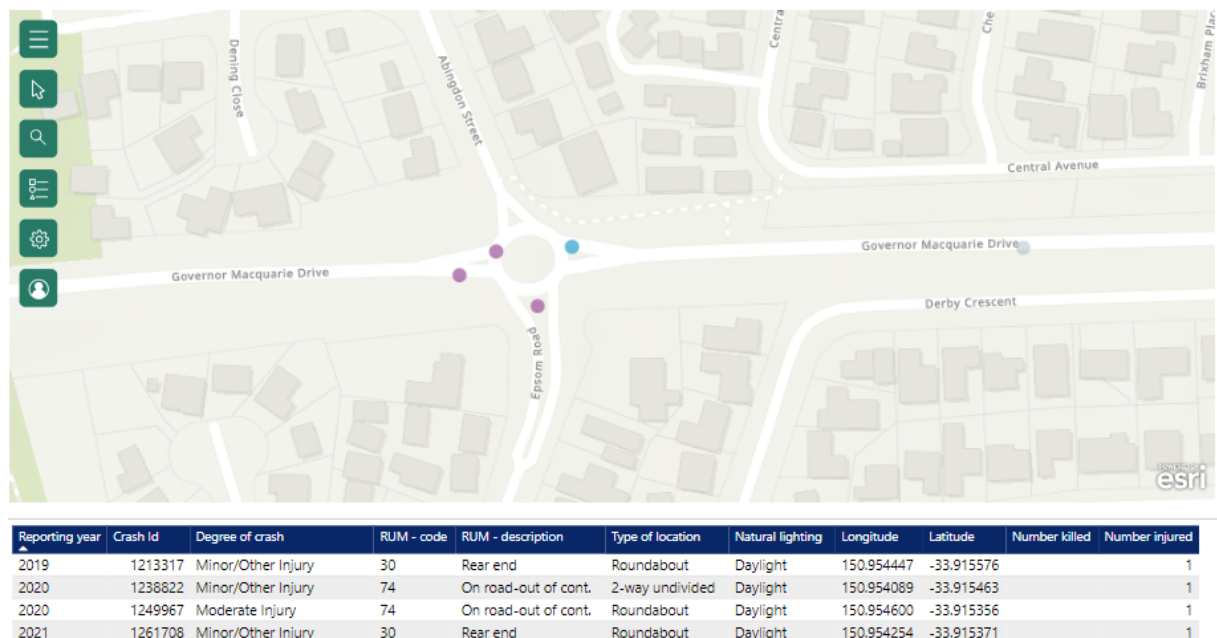 Dening Close
Abingdon Street
Centra
Che
Brixham Plac
Central Avenue
Governor Macquarie Drive
Governor Macquarie Drive
Derby Crescent
Epsom Road
esri
Reporting year Crash Id Degree of crash RUM - code RUM - description Type of location Natural lighting Longitude Latitude Number killed Number injured
2019 1213317 Minor/Other Injury 30 Rear end Roundabout Daylight 150.954447 -33.915576 1
2020 1238822 Minor/Other Injury 74 On road-out of cont. 2-way undivided Daylight 150.954089 -33.915463 1
2020 1249967 Moderate Injury 74 On road-out of cont. Roundabout Daylight 150.954600 -33.915356 1
2021 1261708 Minor/Other Injury 30 Rear end Roundabout Daylight 150.954254 -33.915371 1